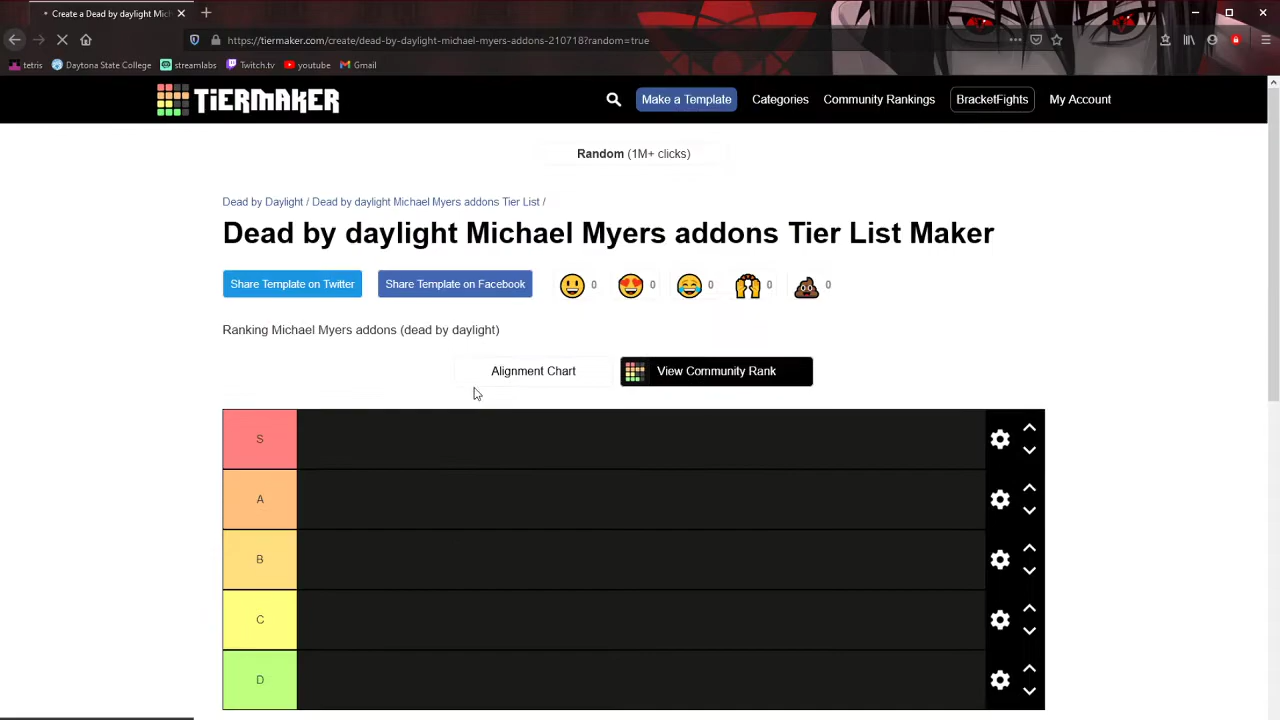 Create a Dead by daylight Mich
https://tiermaker.com/create/dead-by-daylight-michael-myers-addons-210718?random=true
tetris Daytona State College streamlabs Twitch.tv youtube Gmail
TiERMAKER Make a Template Categories Community Rankings BracketFights My Account
Random (1M+ clicks)
Dead by Daylight / Dead by daylight Michael Myers addons Tier List /
Dead by daylight Michael Myers addons Tier List Maker
Share Template on Twitter Share Template on Facebook 0 0 0 0 0
Ranking Michael Myers addons (dead by daylight)
Alignment Chart View Community Rank
S
A
B
C
D